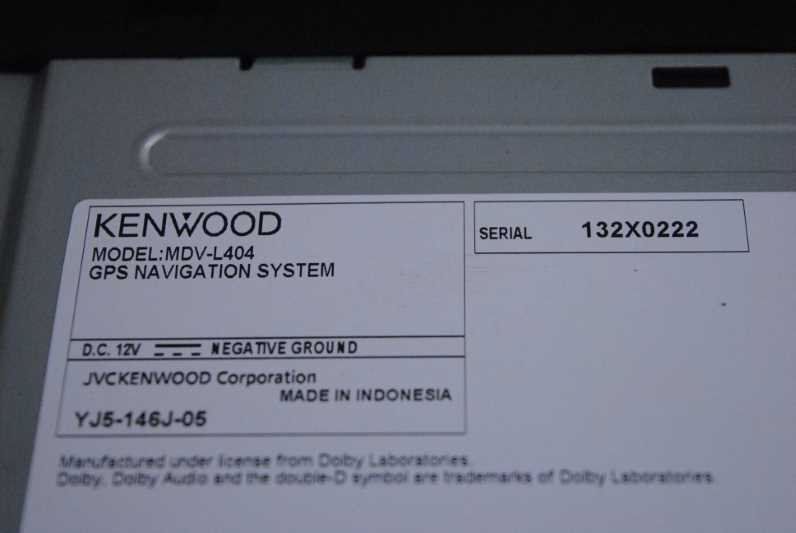 KENWOOD
MODEL:MDV-L404
GPS NAVIGATION SYSTEM
SERIAL 132X0222
D.C. 12V NEGATIVE GROUND
JVCKENWOOD Corporation
MADE IN INDONESIA
YJ5-146J-05
Manufactured under license from Dolby Laboratories.
Dolby, Dolby Audio and the double-D symbol are trademarks of Dolby Laboratories.